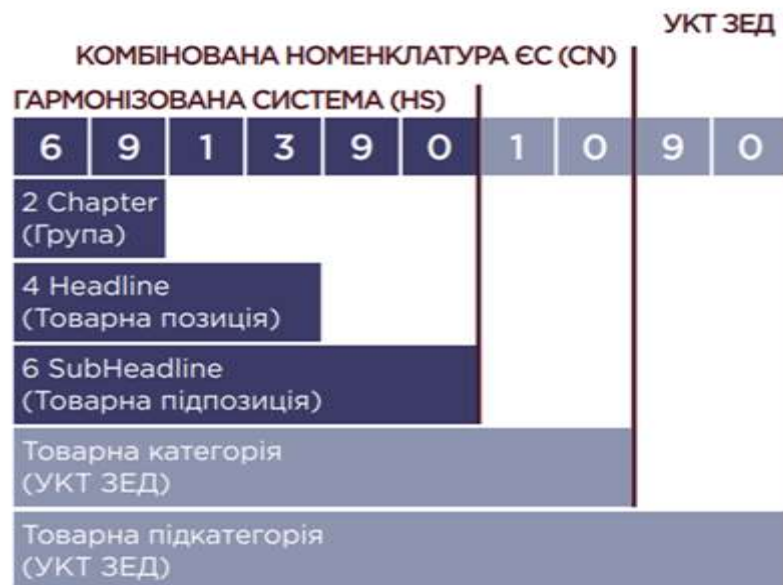 УКТ ЗЕД
КОМБІНОВАНА НОМЕНКЛАТУРА ЄС (CN)
ГАРМОНІЗОВАНА СИСТЕМА (HS)
6 9 1 3 9 0 1 0 9 0
2 Chapter
(Група)
4 Headline
(Товарна позиція)
6 SubHeadline
(Товарна підпозиція)
Товарна категорія
(УКТ ЗЕД)
Товарна підкатегорія
(УКТ ЗЕД)